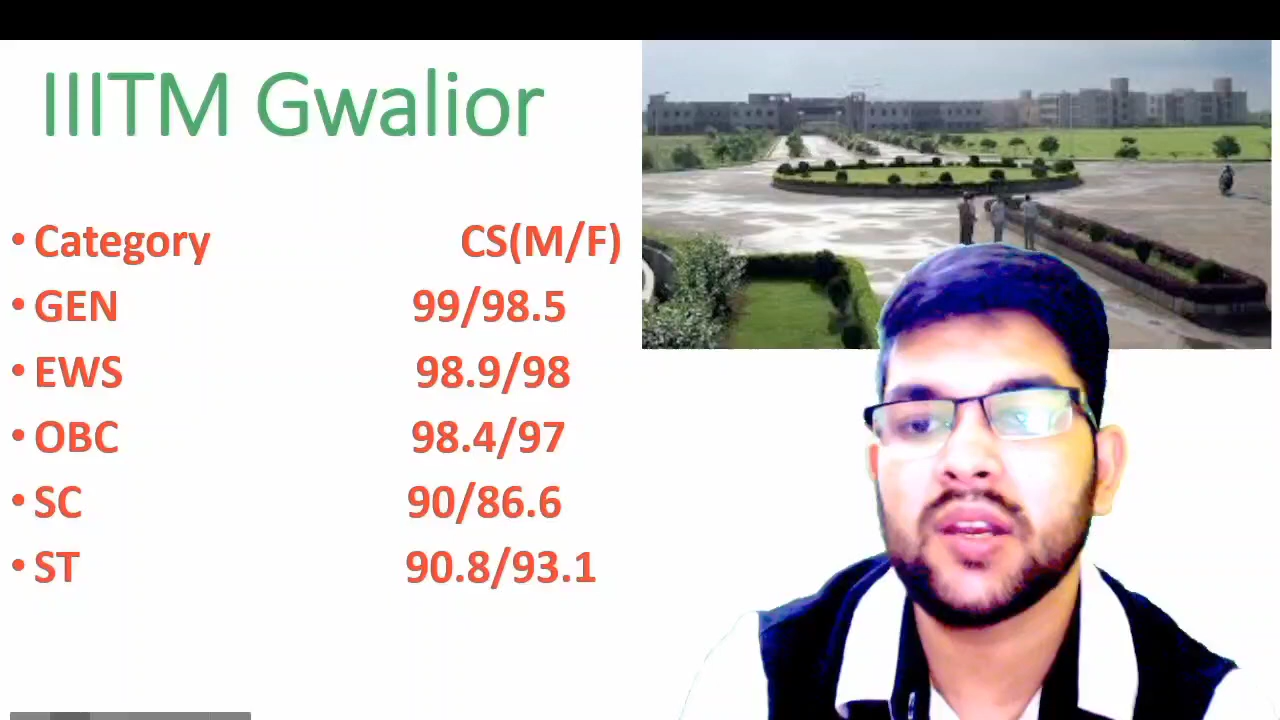 IIITM Gwalior
• Category CS(M/F)
• GEN 99/98.5
• EWS 98.9/98
• OBC 98.4/97
• SC 90/86.6
• ST 90.8/93.1